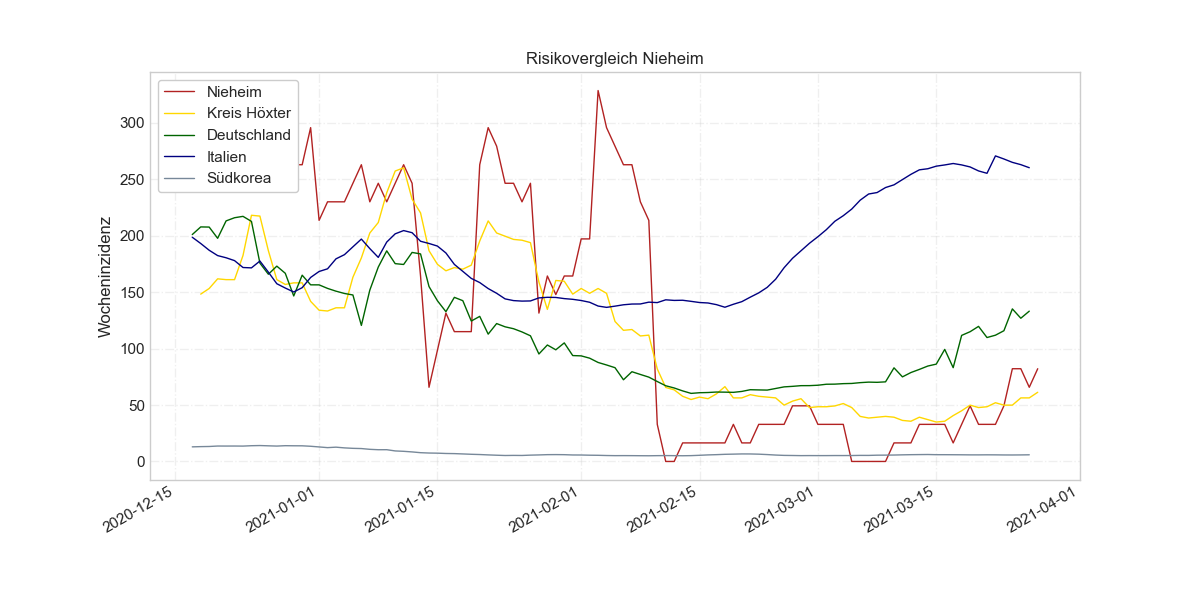 Risikovergleich Nieheim
Nieheim
Kreis Höxter
Deutschland
Italien
Südkorea
Wocheninzidenz
300
250
200
150
100
50
0
2020-12-15
2021-01-01
2021-01-15
2021-02-01
2021-02-15
2021-03-01
2021-03-15
2021-04-01